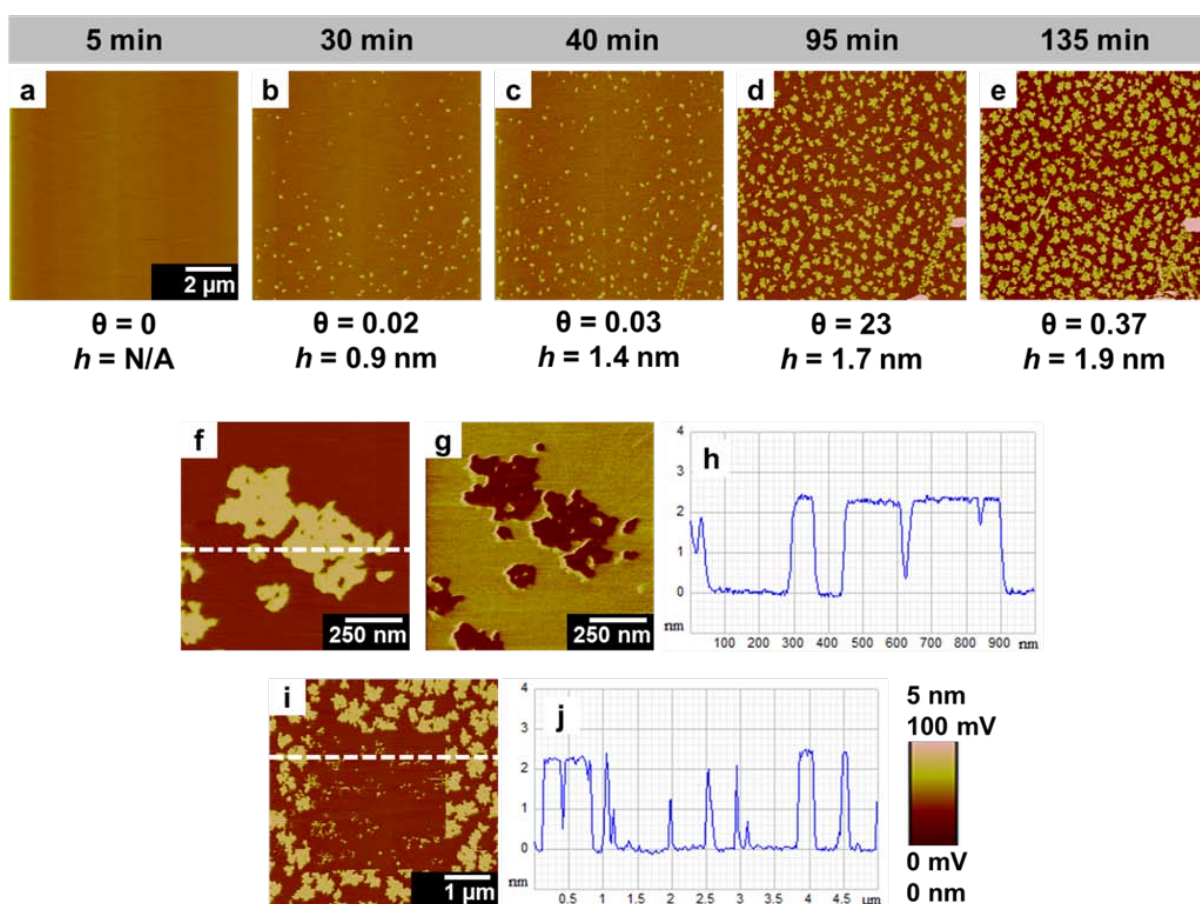 5 min 30 min 40 min 95 min 135 min
a b c d e
2 µm
θ = 0 θ = 0.02 θ = 0.03 θ = 23 θ = 0.37
h = N/A h = 0.9 nm h = 1.4 nm h = 1.7 nm h = 1.9 nm
f g h
250 nm 250 nm
4
3
2
1
0
nm
100 200 300 400 500 600 700 800 900 nm
i j
1 µm
4
3
2
1
0
nm
0.5 1 1.5 2 2.5 3 3.5 4 4.5 µm
5 nm
100 mV
0 mV
0 nm